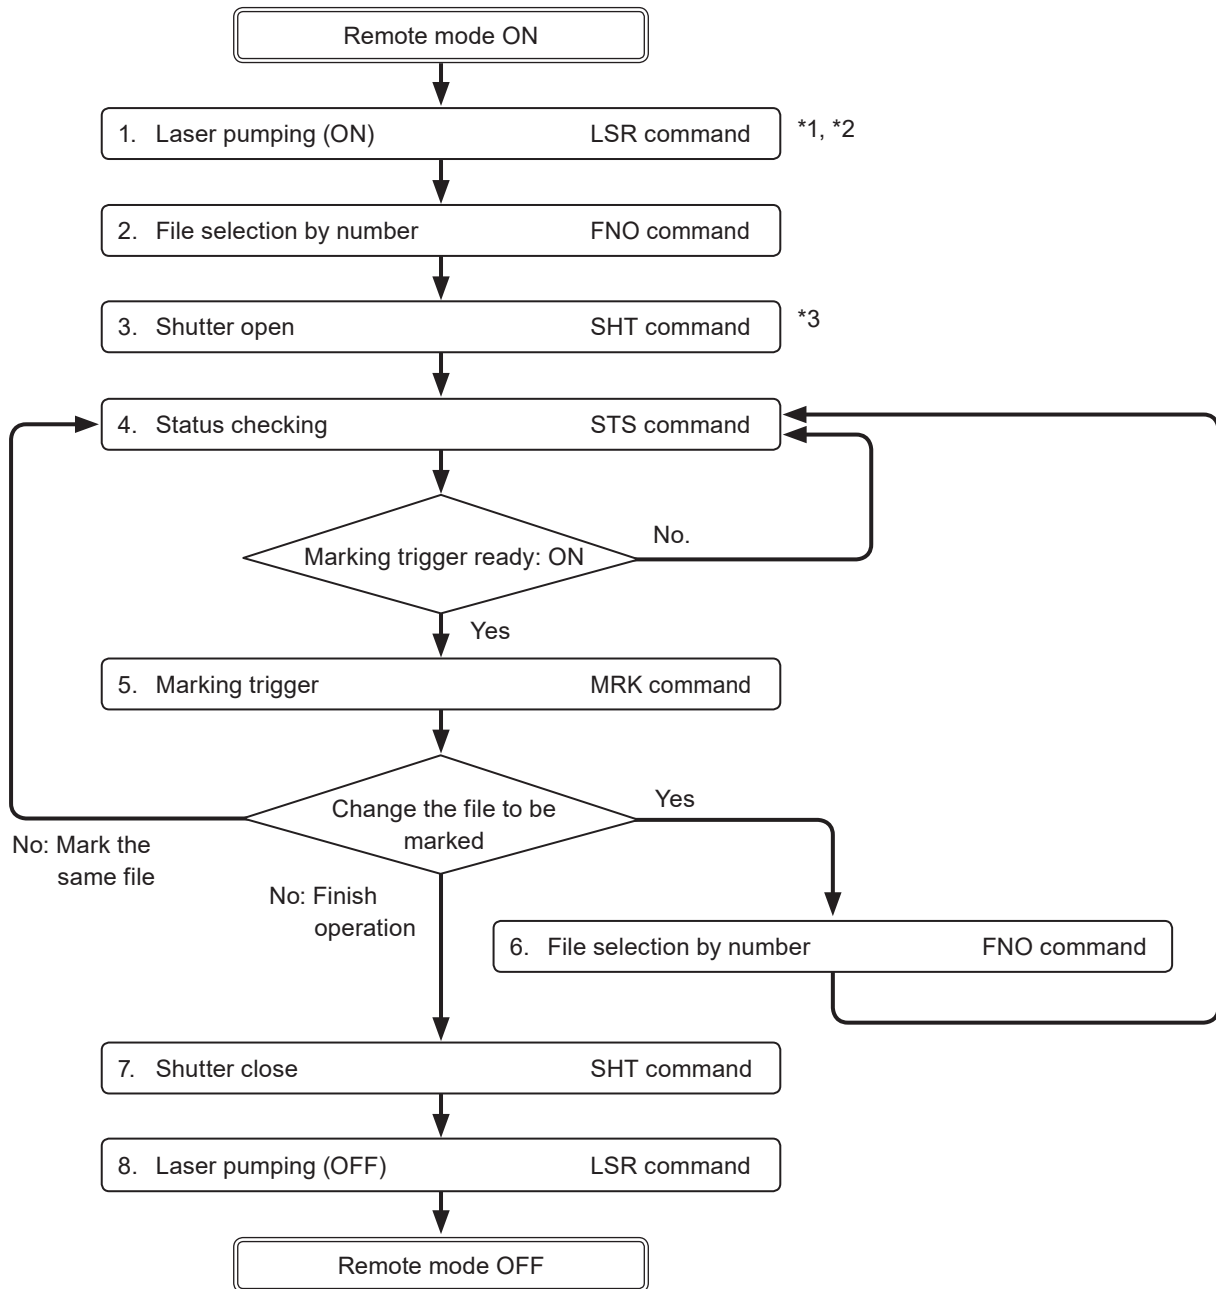 Remote mode ON
1. Laser pumping (ON) LSR command *1, *2
2. File selection by number FNO command
3. Shutter open SHT command *3
4. Status checking STS command
Marking trigger ready: ON
No.
Yes
5. Marking trigger MRK command
Change the file to be
marked
Yes
No: Mark the
same file
No: Finish
operation
6. File selection by number FNO command
7. Shutter close SHT command
8. Laser pumping (OFF) LSR command
Remote mode OFF